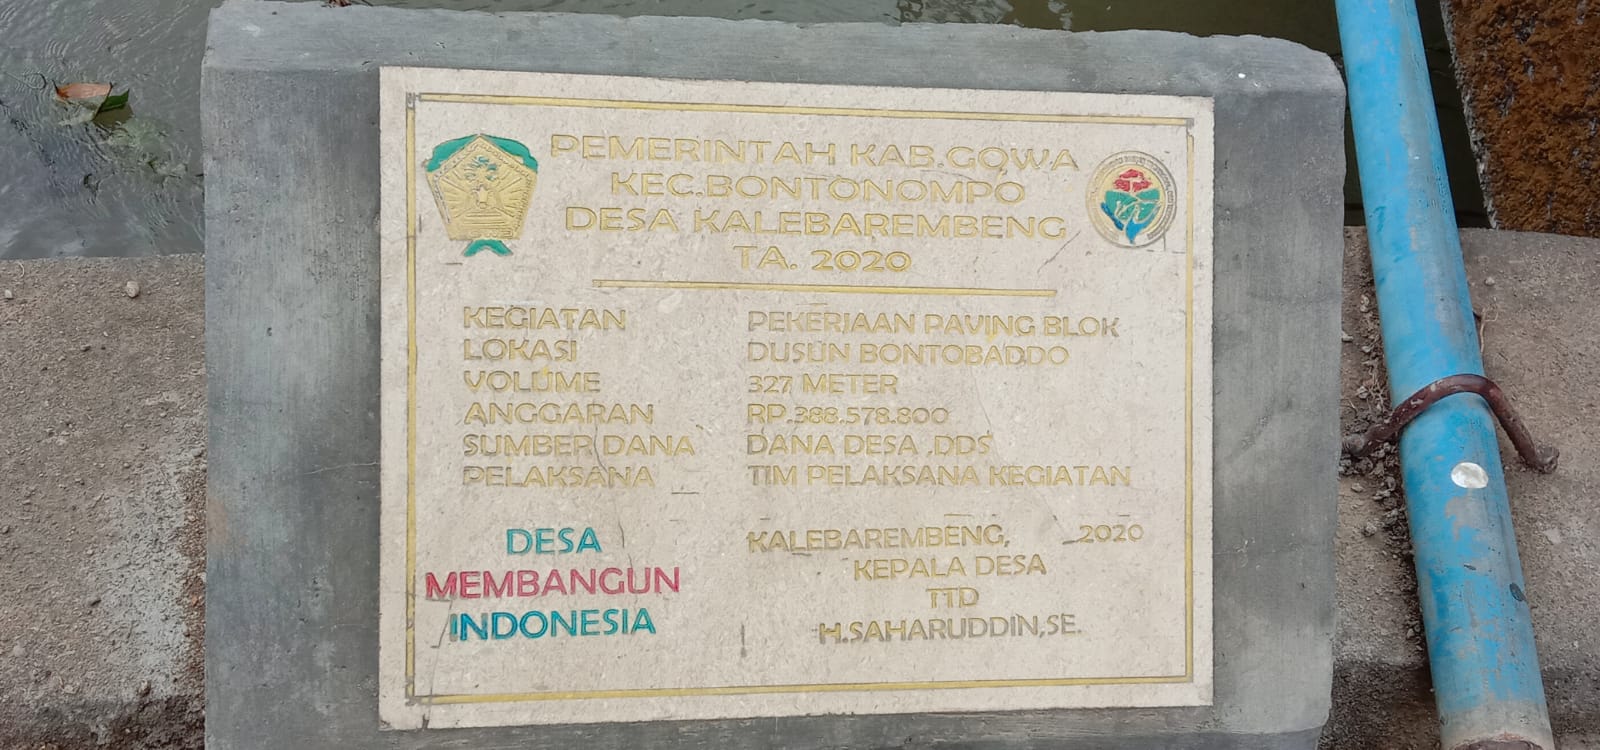 PEMERINTAH KAB.GOWA
KEC.BONTONOMPO
DESA KALEBAREMBENG
TA. 2020
KEGIATAN PEKERJAAN PAVING BLOK
LOKASI DUSUN BONTOBADDO
VOLUME 327 METER
ANGGARAN RP.388.578.800
SUMBER DANA DANA DESA .DDS
PELAKSANA TIM PELAKSANA KEGIATAN
DESA
MEMBANGUN
INDONESIA
KALEBAREMBENG, 2020
KEPALA DESA
TTD
H.SAHARUDDIN,SE.